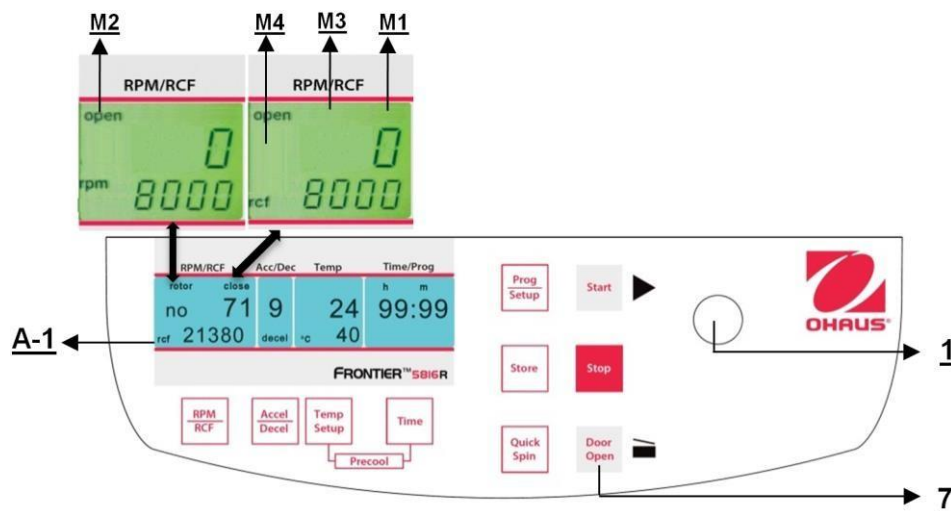 M2
M4
M3
M1
RPM/RCF
RPM/RCF
open
0
rpm
8000
open
0
rcf
8000
RPM/RCF Acc/Dec Temp Time/Prog
rotor close h m
no 71 9 24 99:99
rcf 21380 decel °C 40
FRONTIER™ 5816R
A-1
RPM
RCF
Accel
Decel
Temp
Setup
Time
Precool
Prog
Setup
Start
Store
Stop
Quick
Spin
Door
Open
OHAUS®
1
7